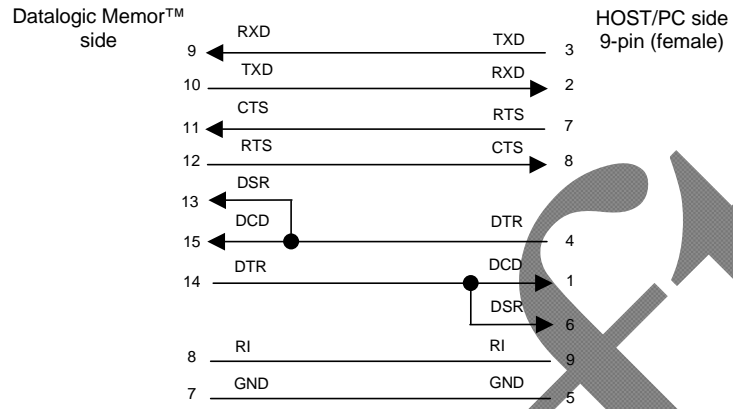 Datalogic Memor™
side
HOST/PC side
9-pin (female)
9 RXD TXD 3
10 TXD RXD 2
11 CTS RTS 7
12 RTS CTS 8
13 DSR
15 DCD DTR 4
14 DTR DCD 1
DSR 6
8 RI RI 9
7 GND GND 5